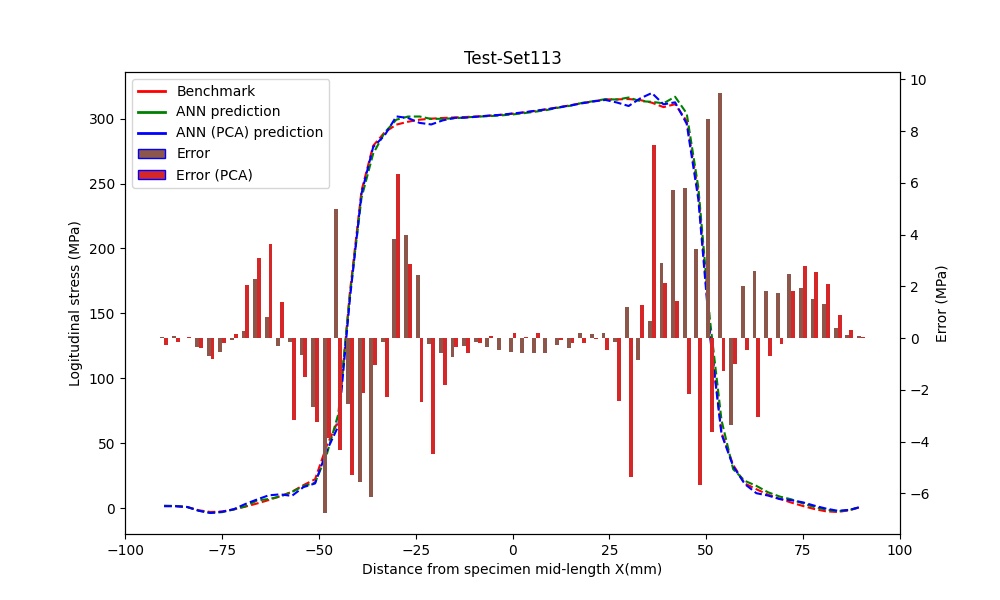 Test-Set113
Benchmark
ANN prediction
ANN (PCA) prediction
Error
Error (PCA)
Logitudinal stress (MPa)
300
250
200
150
100
50
0
10
8
6
4
2
0
−2
−4
−6
Error (MPa)
−100
−75
−50
−25
0
25
50
75
100
Distance from specimen mid-length X(mm)